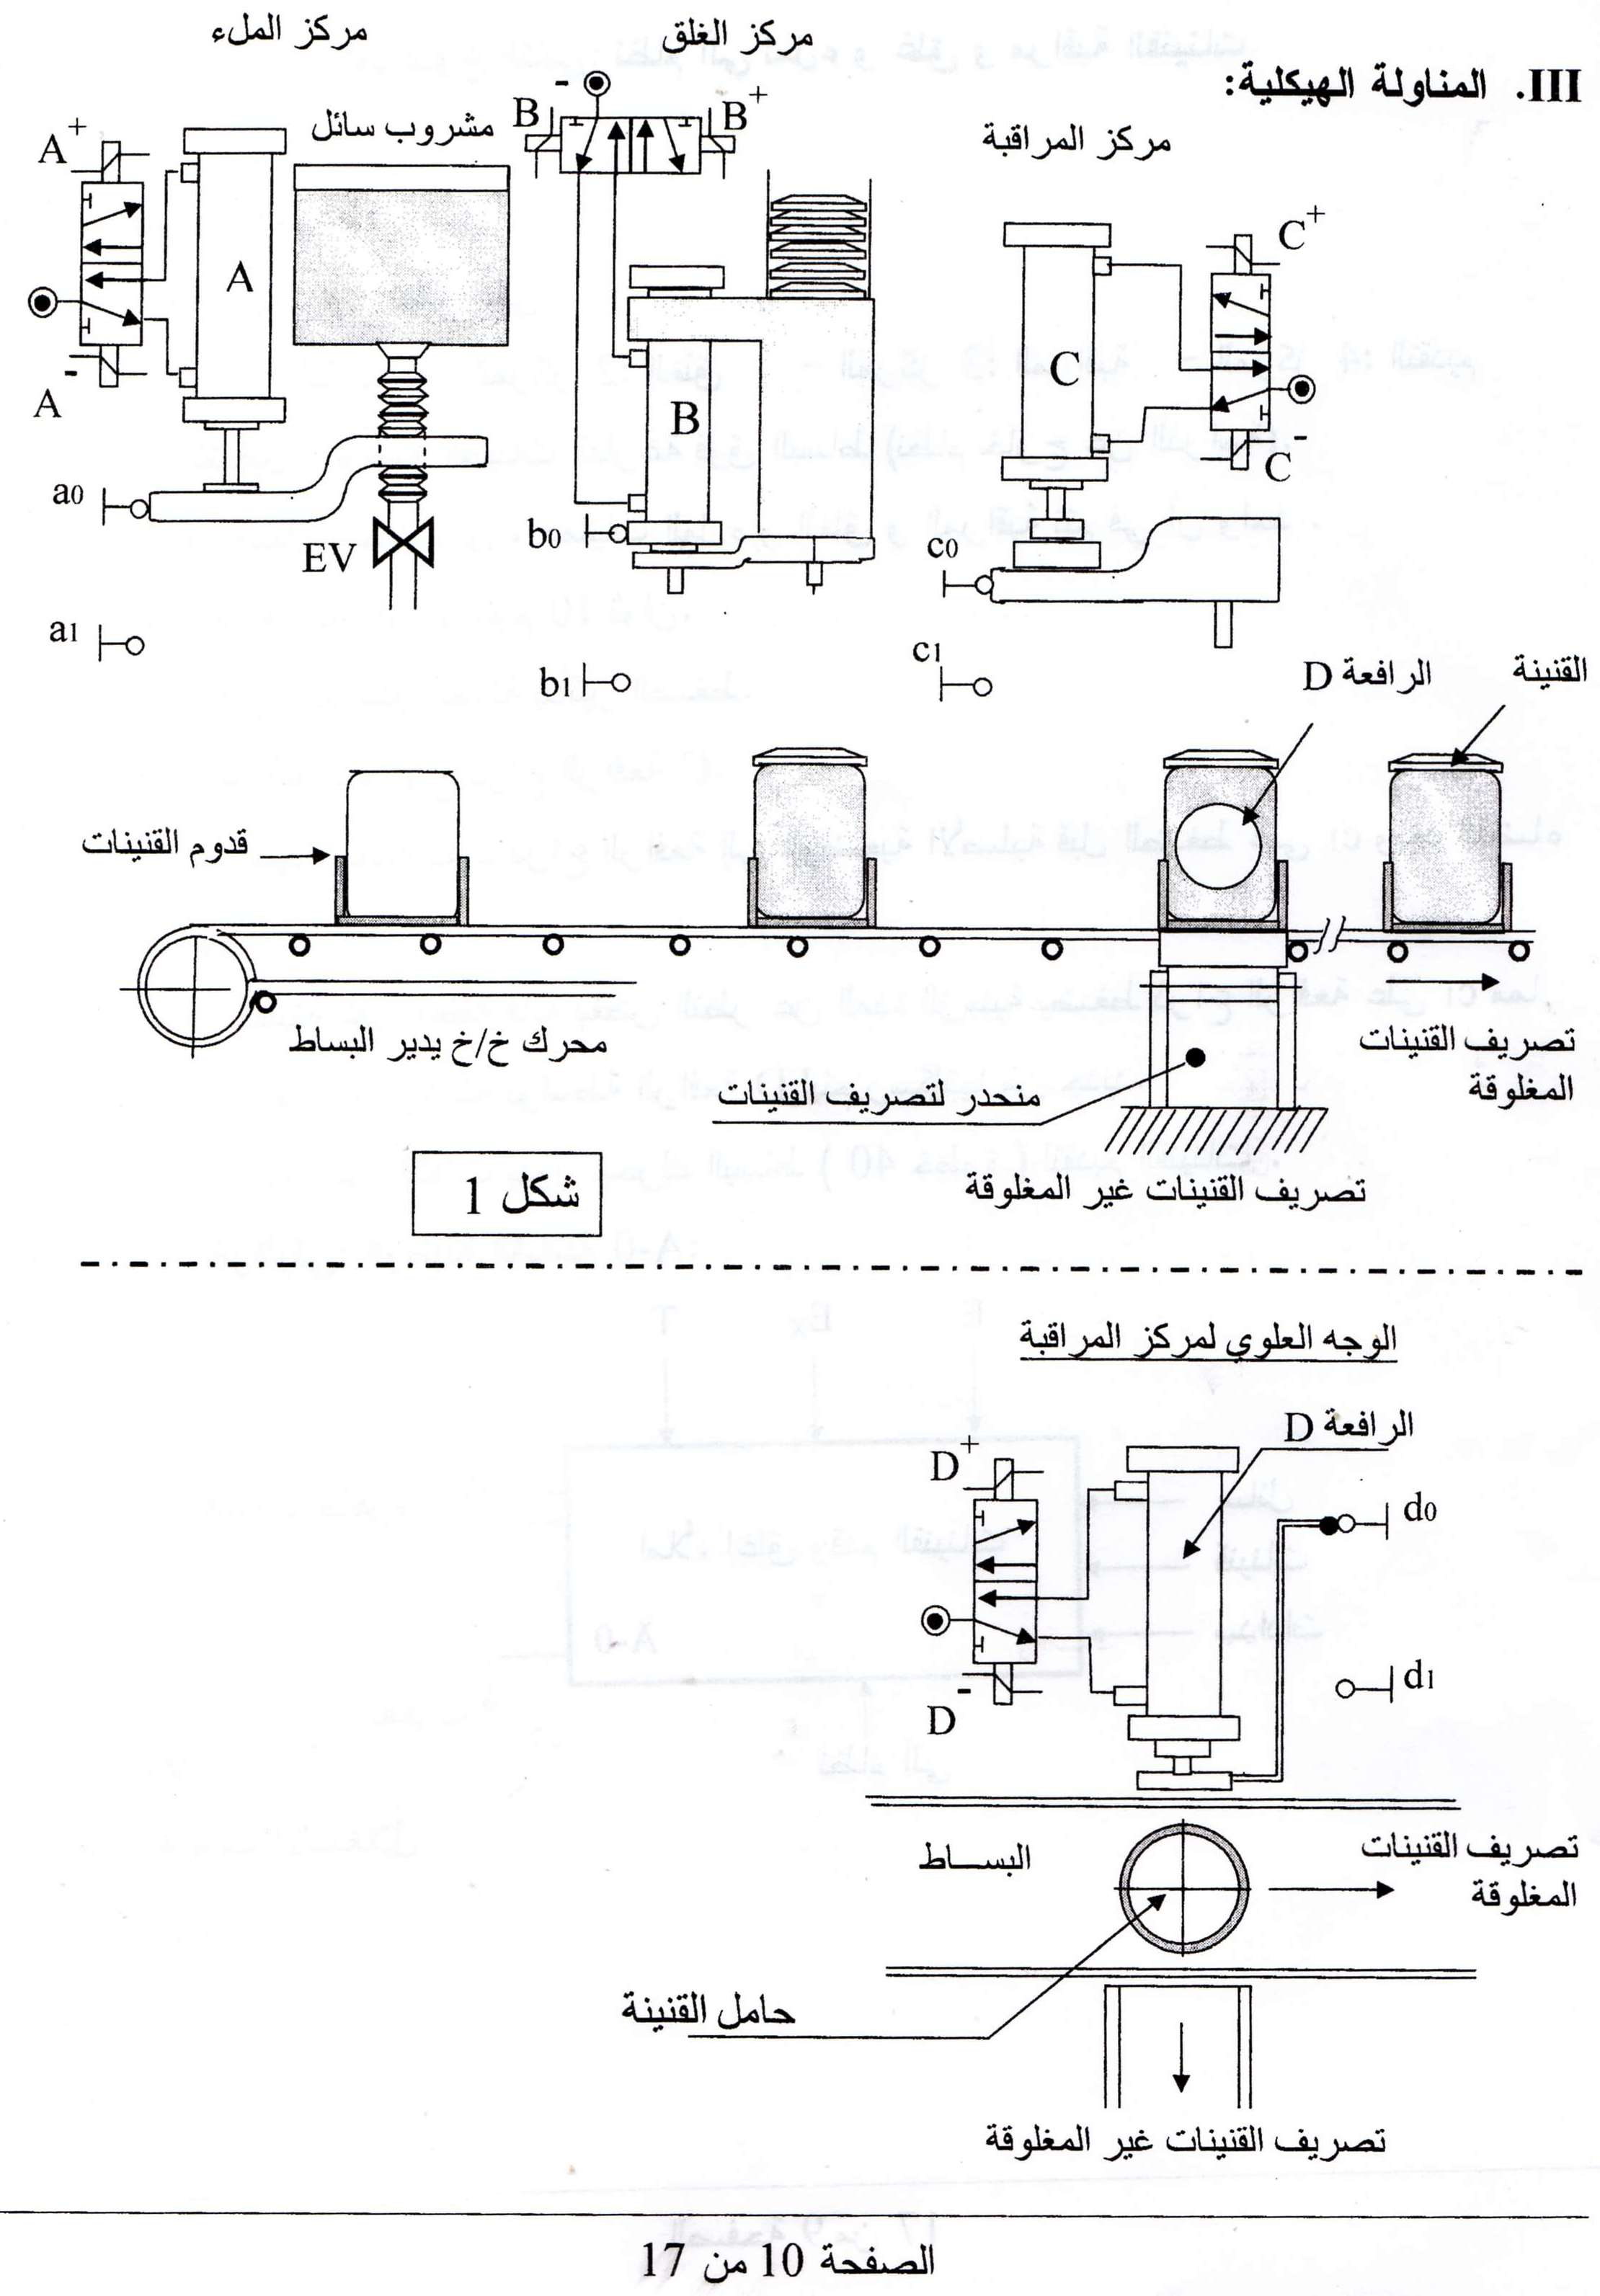 III. المناولة الهيكلية:
مركز الملء
مركز الغلق
مركز المراقبة
مشروب سائل
A+
A
A-
a0
a1
EV
B-
B+
B
b0
b1
C+
C
C-
c0
c1
الرافعة D
القنينة
قدوم القنينات
محرك خ/خ يدير البساط
منحدر لتصريف القنينات
تصريف القنينات
المغلوقة
تصريف القنينات غير المغلوقة
شكل 1
الوجه العلوي لمركز المراقبة
الرافعة D
D+
D-
d0
d1
البساط
تصريف القنينات
المغلوقة
حامل القنينة
تصريف القنينات غير المغلوقة
الصفحة 10 من 17